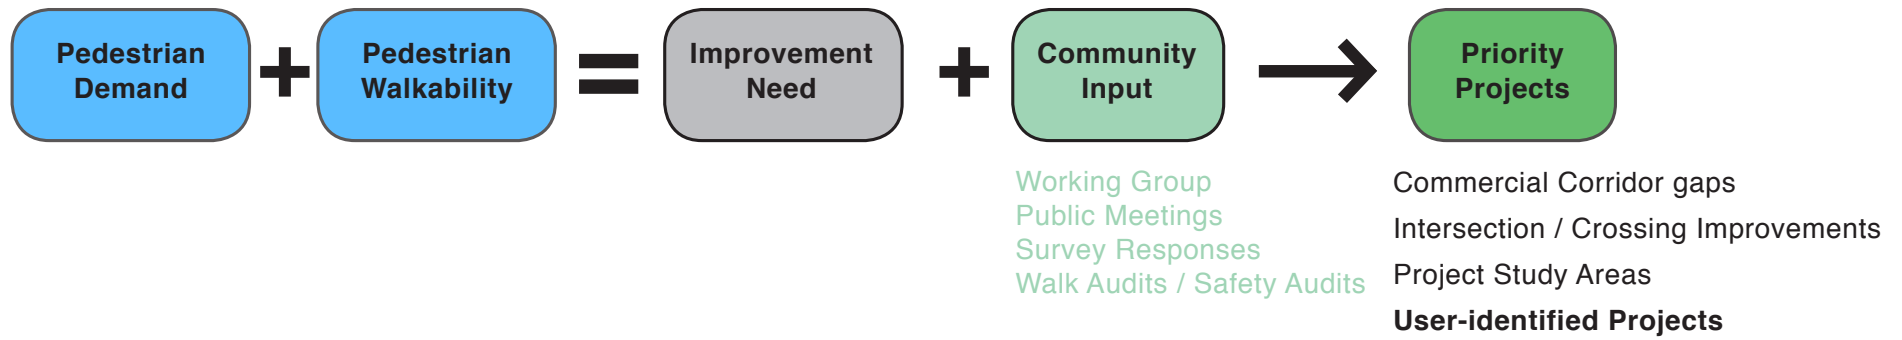 Pedestrian
Demand
+
Pedestrian
Walkability
=
Improvement
Need
+
Community
Input
Priority
Projects
Working Group
Public Meetings
Survey Responses
Walk Audits / Safety Audits
Commercial Corridor gaps
Intersection / Crossing Improvements
Project Study Areas
User-identified Projects